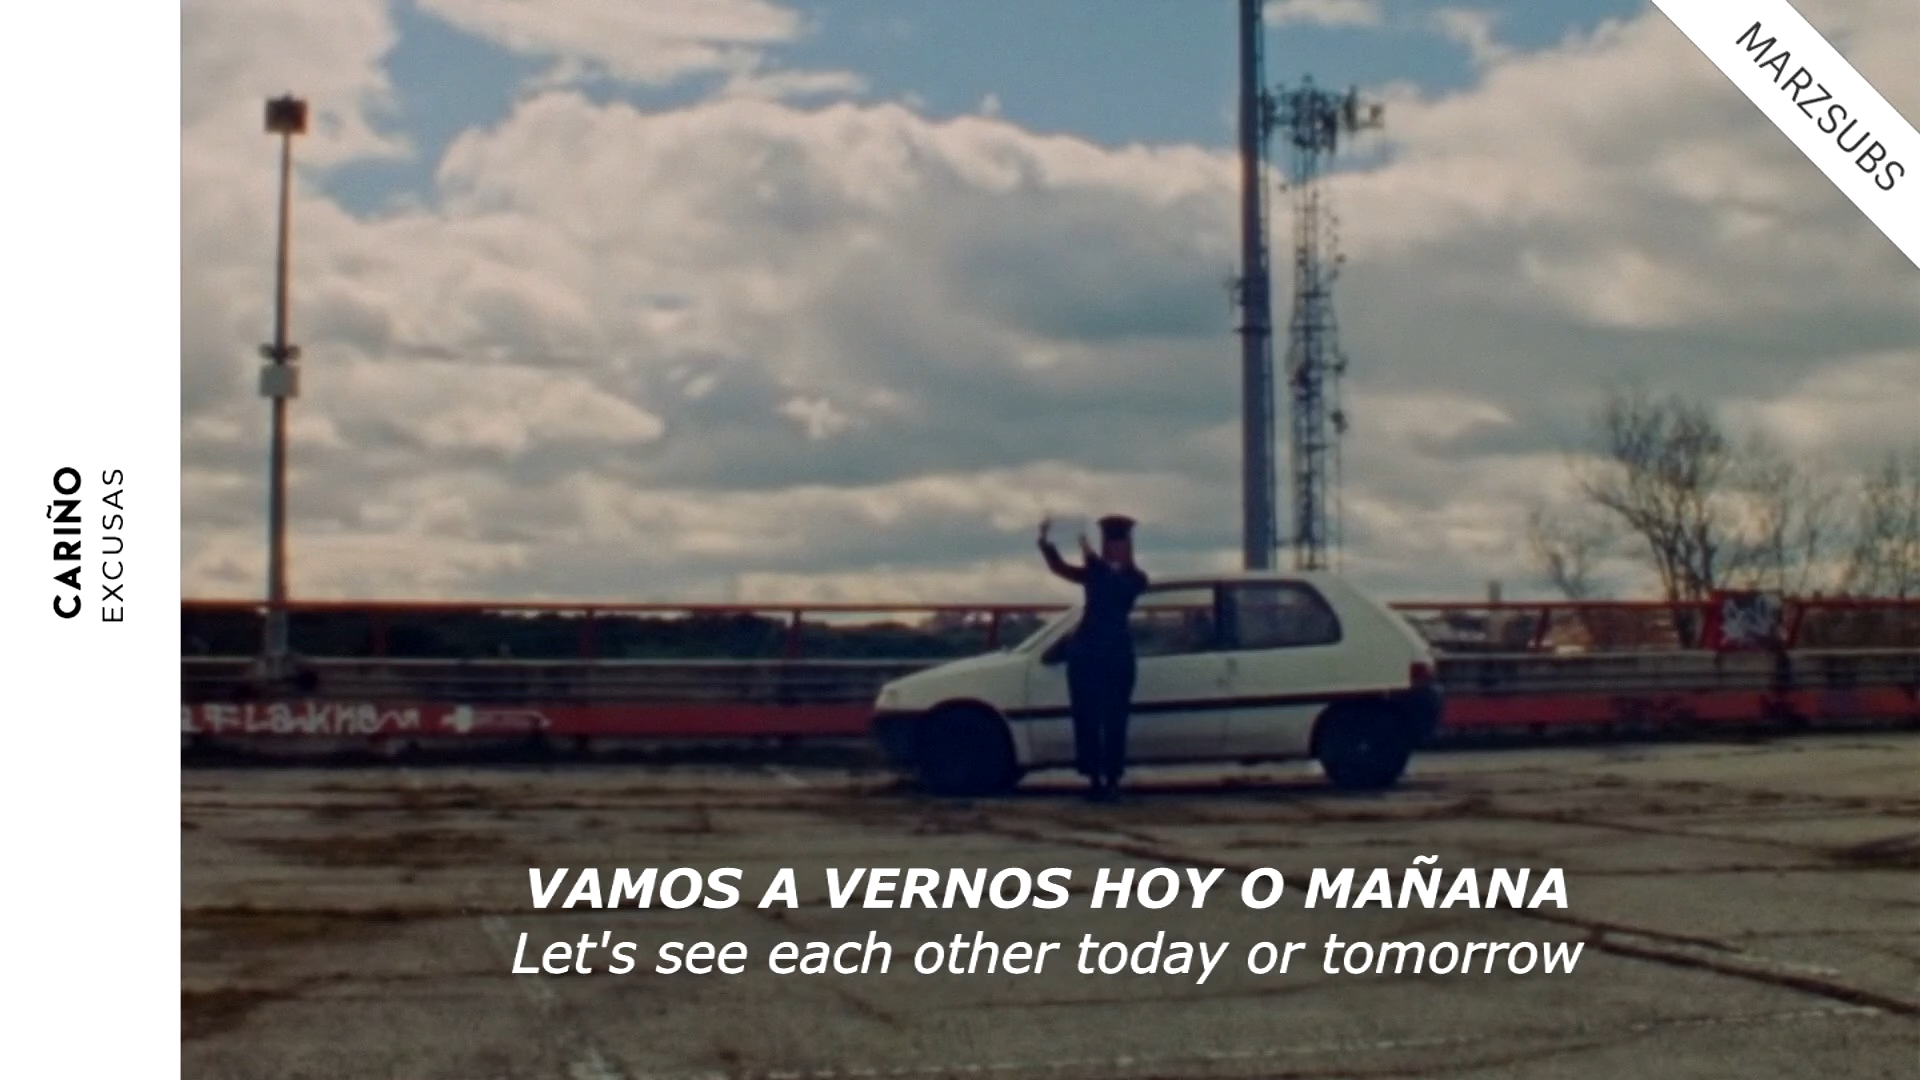 CARIÑO
EXCUSAS
MARZSUBS
VAMOS A VERNOS HOY O MAÑANA
Let's see each other today or tomorrow